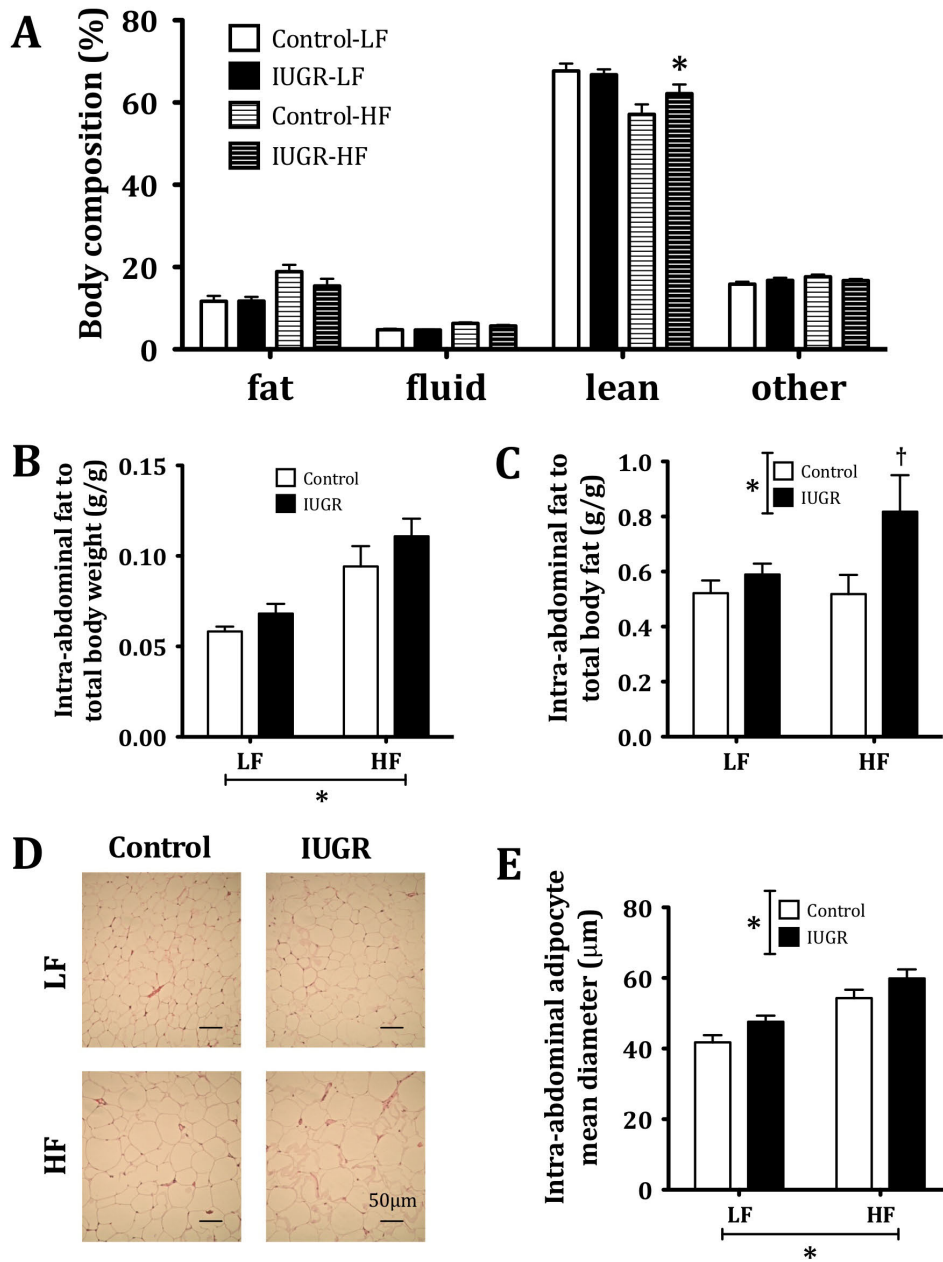 A
Body composition (%)
80
60
40
20
0
Control-LF
IUGR-LF
Control-HF
IUGR-HF
*
fat fluid lean other
B
Intra-abdominal fat to
total body weight (g/g)
0.15
0.10
0.05
0.00
Control
IUGR
LF HF
*
C
Intra-abdominal fat to
total body fat (g/g)
1.0
0.8
0.6
0.4
0.2
0.0
*
Control
IUGR
†
LF HF
D
Control IUGR
LF
HF
50µm
E
Intra-abdominal adipocyte
mean diameter (µm)
80
60
40
20
0
*
Control
IUGR
LF HF
*